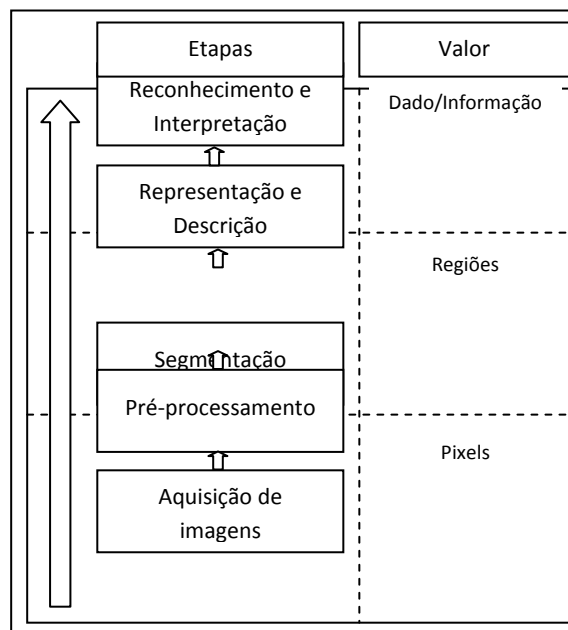 Etapas
Valor
Reconhecimento e
Interpretação
Dado/Informação
Representação e
Descrição
Regiões
Segmentação
Pré-processamento
Pixels
Aquisição de
imagens